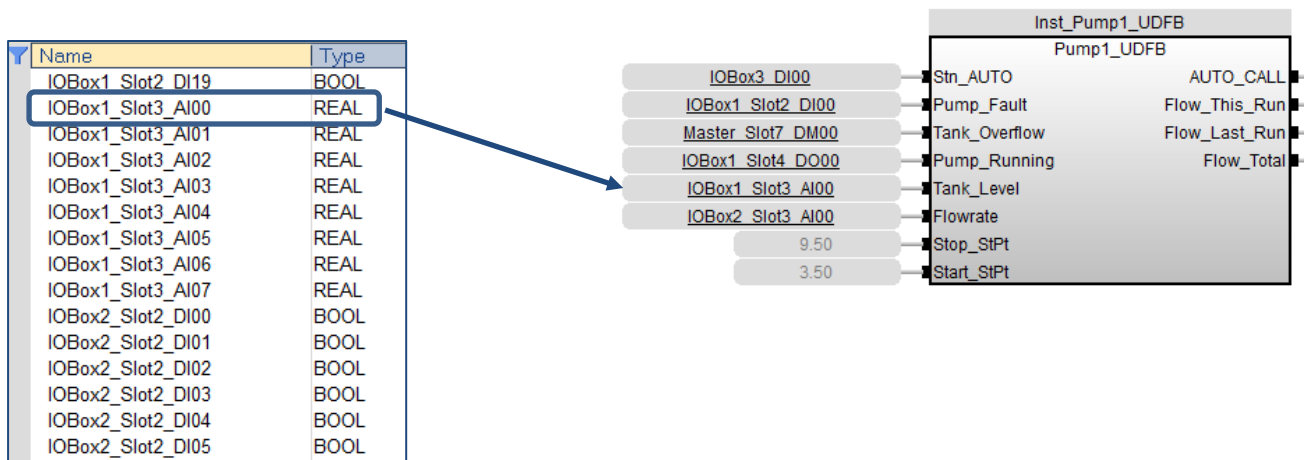 Name Type
IOBox1_Slot2_DI19 BOOL
IOBox1_Slot3_AI00 REAL
IOBox1_Slot3_AI01 REAL
IOBox1_Slot3_AI02 REAL
IOBox1_Slot3_AI03 REAL
IOBox1_Slot3_AI04 REAL
IOBox1_Slot3_AI05 REAL
IOBox1_Slot3_AI06 REAL
IOBox1_Slot3_AI07 REAL
IOBox2_Slot2_DI00 BOOL
IOBox2_Slot2_DI01 BOOL
IOBox2_Slot2_DI02 BOOL
IOBox2_Slot2_DI03 BOOL
IOBox2_Slot2_DI04 BOOL
IOBox2_Slot2_DI05 BOOL
Inst_Pump1_UDFB
Pump1_UDFB
IOBox3_DI00 Stn_AUTO AUTO_CALL
IOBox1_Slot2_DI00 Pump_Fault Flow_This_Run
Master_Slot7_DM00 Tank_Overflow Flow_Last_Run
IOBox1_Slot4_DO00 Pump_Running Flow_Total
IOBox1_Slot3_AI00 Tank_Level
IOBox2_Slot3_AI00 Flowrate
9.50 Stop_StPt
3.50 Start_StPt